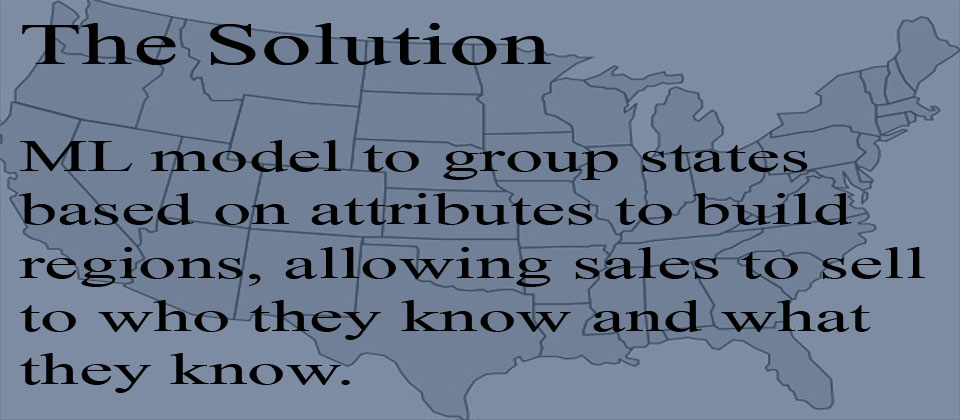 The Solution
ML model to group states
based on attributes to build
regions, allowing sales to sell
to who they know and what
they know.